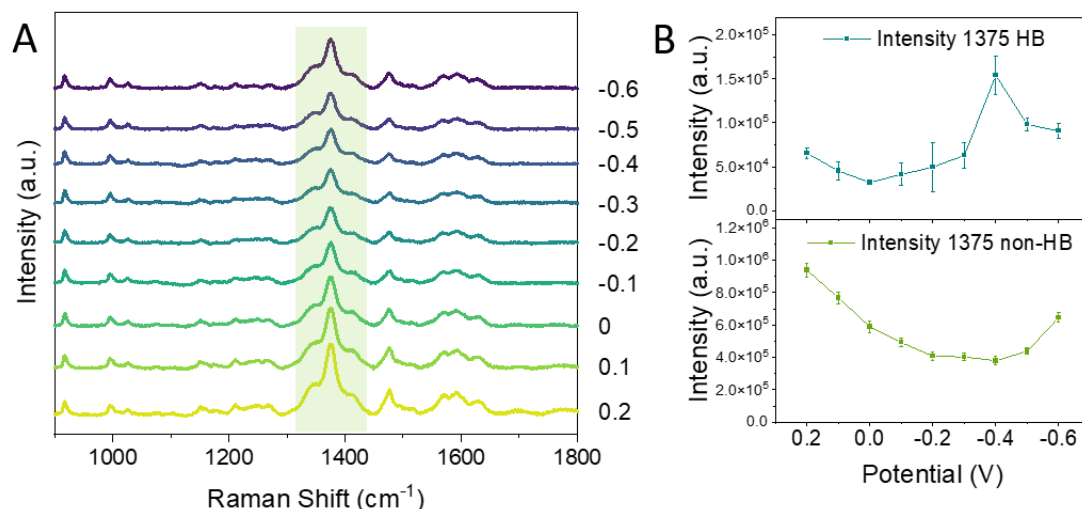 A
Intensity (a.u.)
-0.6
-0.5
-0.4
-0.3
-0.2
-0.1
0
0.1
0.2
1000 1200 1400 1600 1800
Raman Shift (cm⁻¹)
B
Intensity 1375 HB
Intensity (a.u.)
2.0×10⁵
1.5×10⁵
1.0×10⁵
5.0×10⁴
0.0
Intensity 1375 non-HB
Intensity (a.u.)
1.2×10⁶
1.0×10⁶
8.0×10⁵
6.0×10⁵
4.0×10⁵
2.0×10⁵
0.0
0.2 0.0 -0.2 -0.4 -0.6
Potential (V)